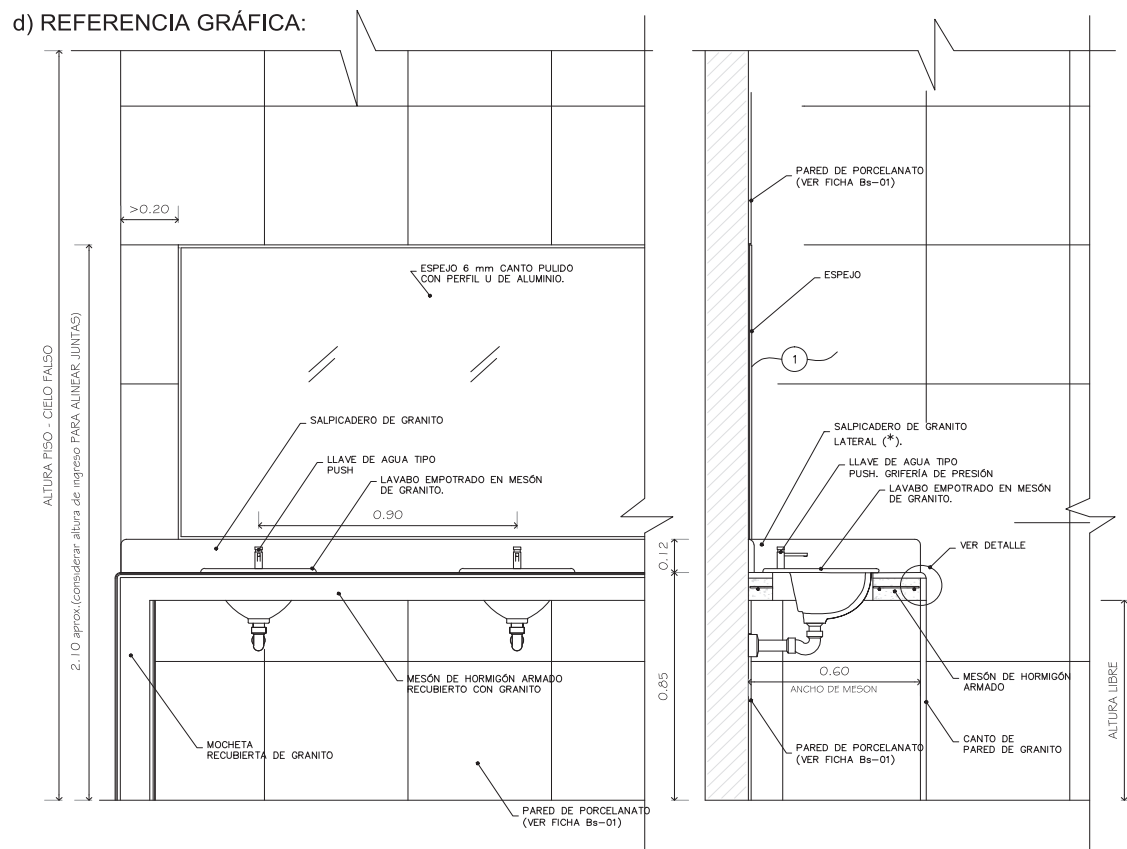 d) REFERENCIA GRÁFICA:
ALTURA PISO - CIELO FALSO
2.10 aprox.(considerar altura de ingreso PARA ALINEAR JUNTAS)
>0.20
ESPEJO 6 mm CANTO PULIDO
CON PERFIL U DE ALUMINIO.
SALPICADERO DE GRANITO
LLAVE DE AGUA TIPO
PUSH
LAVABO EMPOTRADO EN MESÓN
DE GRANITO.
0.90
MESÓN DE HORMIGÓN ARMADO
RECUBIERTO CON GRANITO
MOCHETA
RECUBIERTA DE GRANITO
PARED DE PORCELANATO
(VER FICHA Bs-01)
0.12
0.85
PARED DE PORCELANATO
(VER FICHA Bs-01)
ESPEJO
1
SALPICADERO DE GRANITO
LATERAL (*).
LLAVE DE AGUA TIPO
PUSH. GRIFERÍA DE PRESIÓN
LAVABO EMPOTRADO EN MESÓN
DE GRANITO.
VER DETALLE
0.60
ANCHO DE MESON
MESÓN DE HORMIGÓN
ARMADO
CANTO DE
PARED DE GRANITO
PARED DE PORCELANATO
(VER FICHA Bs-01)
ALTURA LIBRE